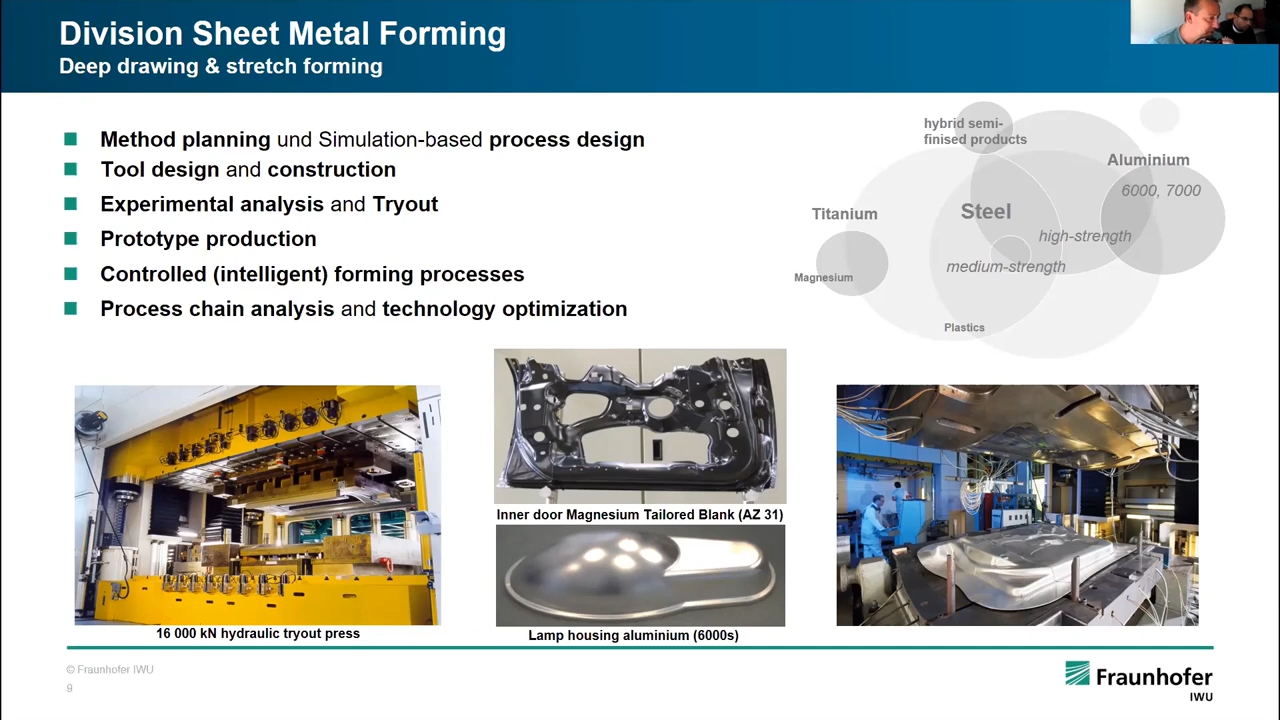 Division Sheet Metal Forming
Deep drawing & stretch forming
Method planning und Simulation-based process design
Tool design and construction
Experimental analysis and Tryout
Prototype production
Controlled (intelligent) forming processes
Process chain analysis and technology optimization
hybrid semi-
finised products
Aluminium
6000, 7000
Titanium
Steel
high-strength
medium-strength
Magnesium
Plastics
16 000 kN hydraulic tryout press
Inner door Magnesium Tailored Blank (AZ 31)
Lamp housing aluminium (6000s)
© Fraunhofer IWU
9
Fraunhofer
IWU